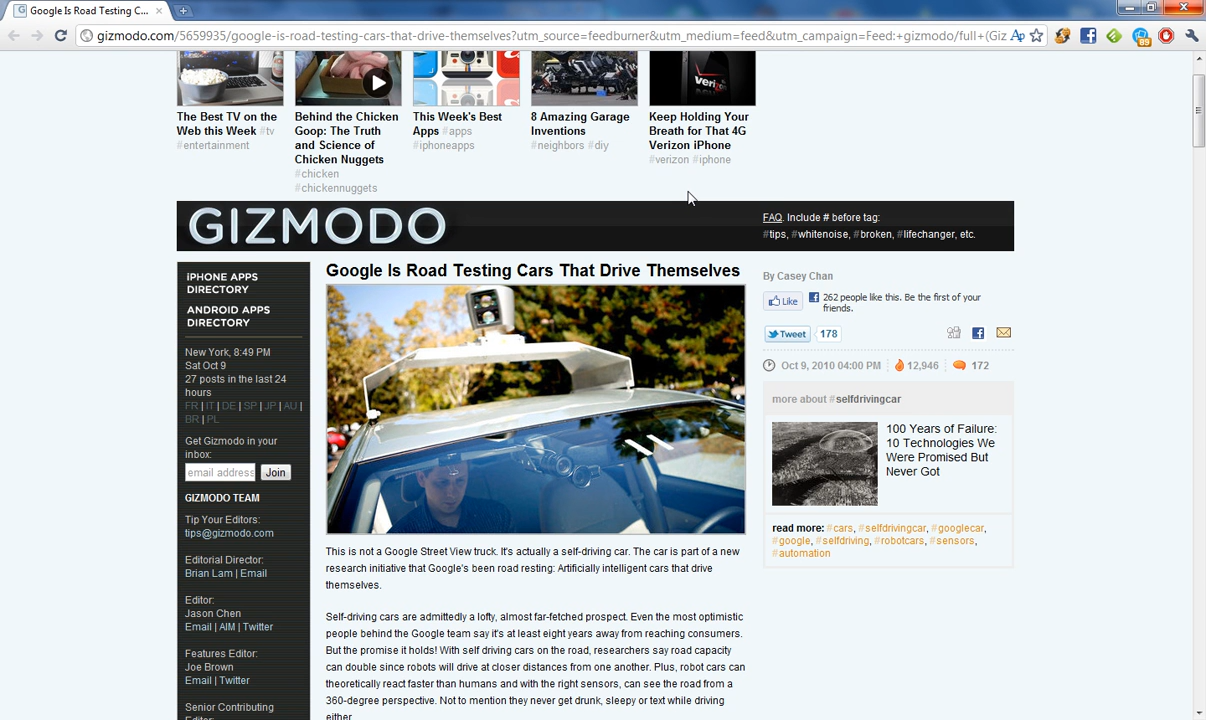 Google Is Road Testing C...
gizmodo.com/5659935/google-is-road-testing-cars-that-drive-themselves?utm_source=feedburner&utm_medium=feed&utm_campaign=Feed:+gizmodo/full+(Giz
89
verizon
The Best TV on the
Web this Week #tv
#entertainment
Behind the Chicken
Goop: The Truth
and Science of
Chicken Nuggets
#chicken
#chickennuggets
This Week's Best
Apps #apps
#iphoneapps
8 Amazing Garage
Inventions
#neighbors #diy
Keep Holding Your
Breath for That 4G
Verizon iPhone
#verizon #iphone
GIZMODO
FAQ. Include # before tag:
#tips, #whitenoise, #broken, #lifechanger, etc.
IPHONE APPS
DIRECTORY
ANDROID APPS
DIRECTORY
New York, 8:49 PM
Sat Oct 9
27 posts in the last 24
hours
FR | IT | DE | SP | JP | AU |
BR | PL
Get Gizmodo in your
inbox:
email address Join
GIZMODO TEAM
Tip Your Editors:
tips@gizmodo.com
Editorial Director:
Brian Lam | Email
Editor:
Jason Chen
Email | AIM | Twitter
Features Editor:
Joe Brown
Email | Twitter
Senior Contributing
Editor:
Google Is Road Testing Cars That Drive Themselves
This is not a Google Street View truck. It's actually a self-driving car. The car is part of a new
research initiative that Google's been road resting: Artificially intelligent cars that drive
themselves.
Self-driving cars are admittedly a lofty, almost far-fetched prospect. Even the most optimistic
people behind the Google team say it's at least eight years away from reaching consumers.
But the promise it holds! With self driving cars on the road, researchers say road capacity
can double since robots will drive at closer distances from one another. Plus, robot cars can
theoretically react faster than humans and with the right sensors, can see the road from a
360-degree perspective. Not to mention they never get drunk, sleepy or text while driving
either.
By Casey Chan
Like 262 people like this. Be the first of your
friends.
Tweet 178
Oct 9, 2010 04:00 PM 12,946 172
more about #selfdrivingcar
100 Years of Failure:
10 Technologies We
Were Promised But
Never Got
read more: #cars, #selfdrivingcar, #googlecar,
#google, #selfdriving, #robotcars, #sensors,
#automation